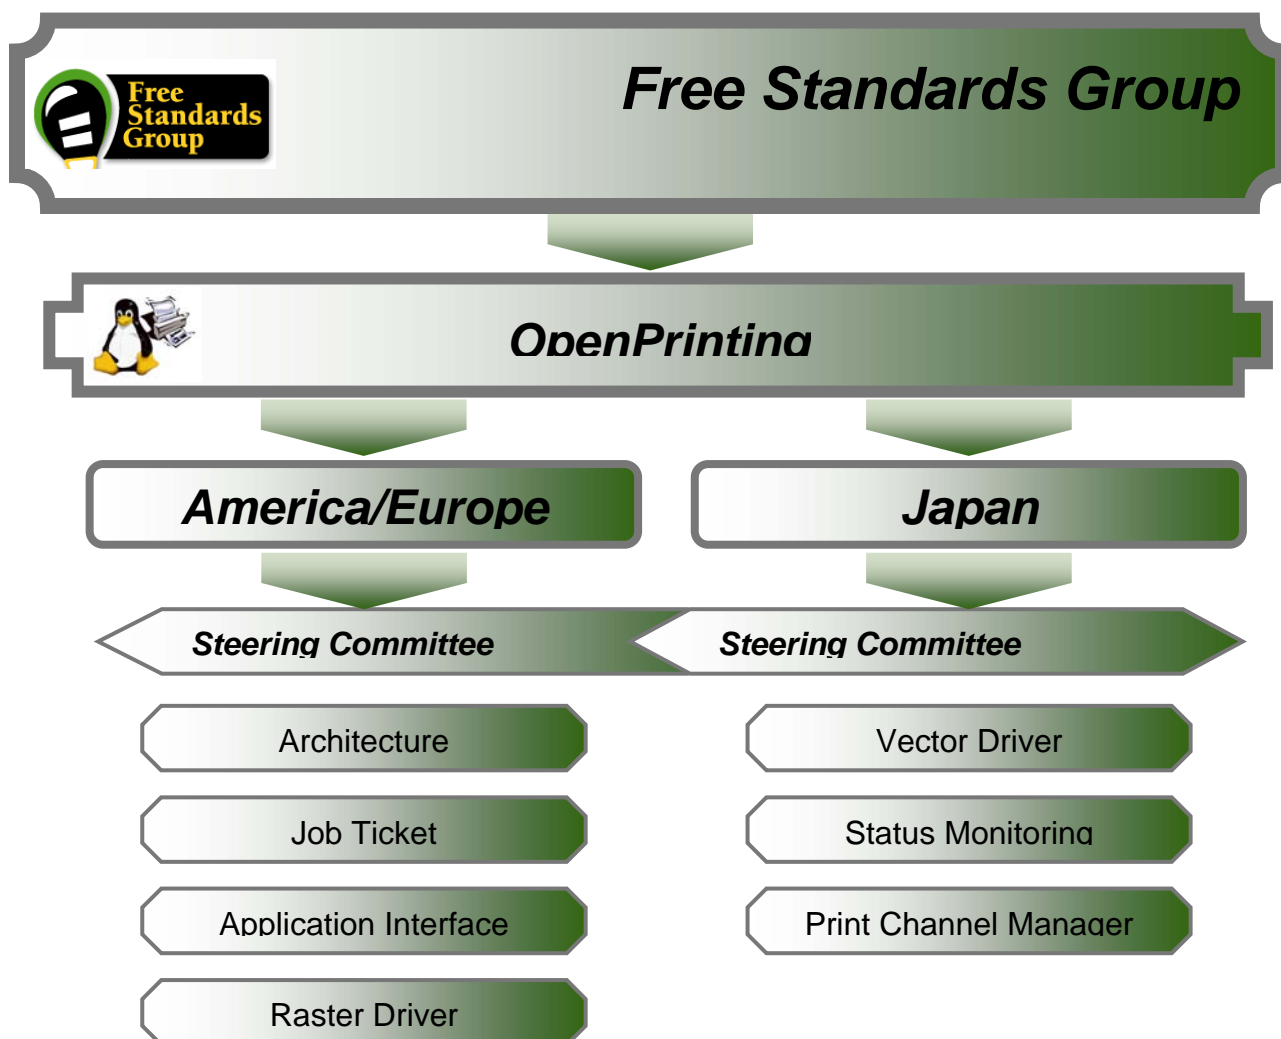 Free
Standards
Group
Free Standards Group
OpenPrinting
America/Europe
Japan
Steering Committee
Steering Committee
Architecture
Vector Driver
Job Ticket
Status Monitoring
Application Interface
Print Channel Manager
Raster Driver